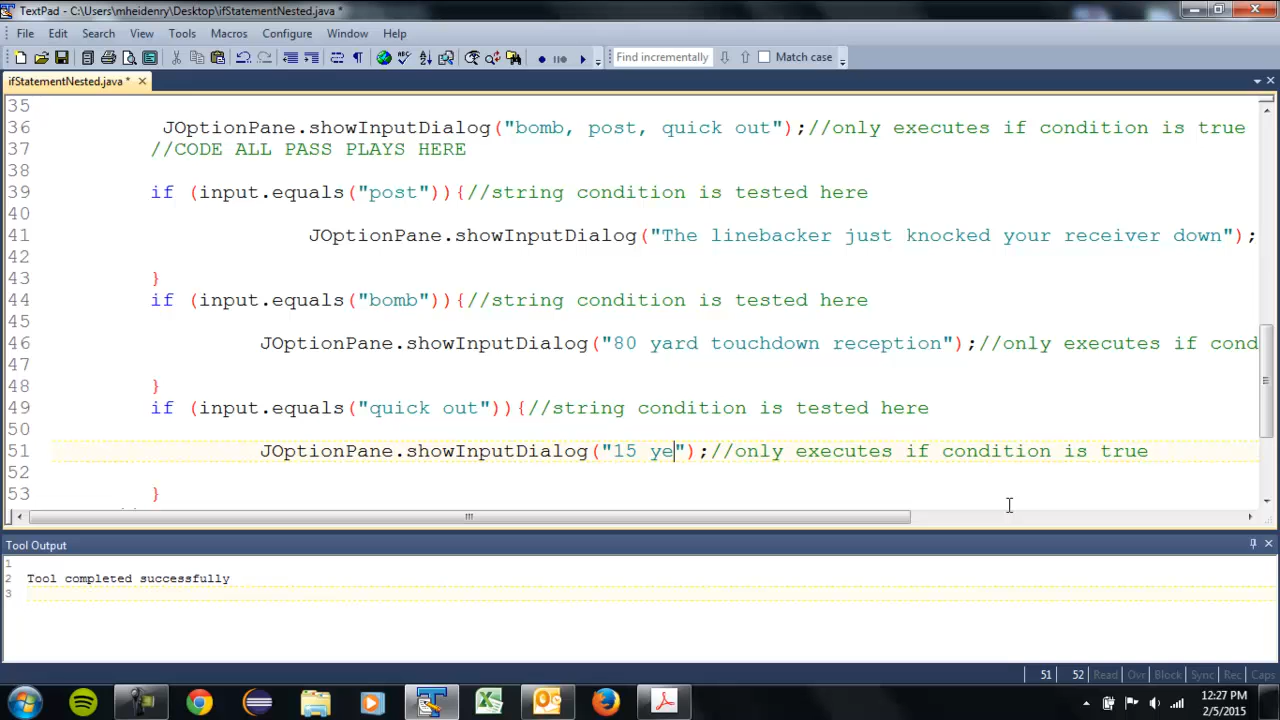 TextPad - C:\Users\mheidenry\Desktop\ifStatementNested.java *
File Edit Search View Tools Macros Configure Window Help
Find incrementally Match case
ifStatementNested.java *
35
36 JOptionPane.showInputDialog("bomb, post, quick out");//only executes if condition is true
37 //CODE ALL PASS PLAYS HERE
38
39 if (input.equals("post")){//string condition is tested here
40
41 JOptionPane.showInputDialog("The linebacker just knocked your receiver down");
42
43 }
44 if (input.equals("bomb")){//string condition is tested here
45
46 JOptionPane.showInputDialog("80 yard touchdown reception");//only executes if cond
47
48 }
49 if (input.equals("quick out")){//string condition is tested here
50
51 JOptionPane.showInputDialog("15 ye");//only executes if condition is true
52
53 }
Tool Output
1
2 Tool completed successfully
3
51 52 Read Ovr Block Sync Rec Caps
12:27 PM
2/5/2015